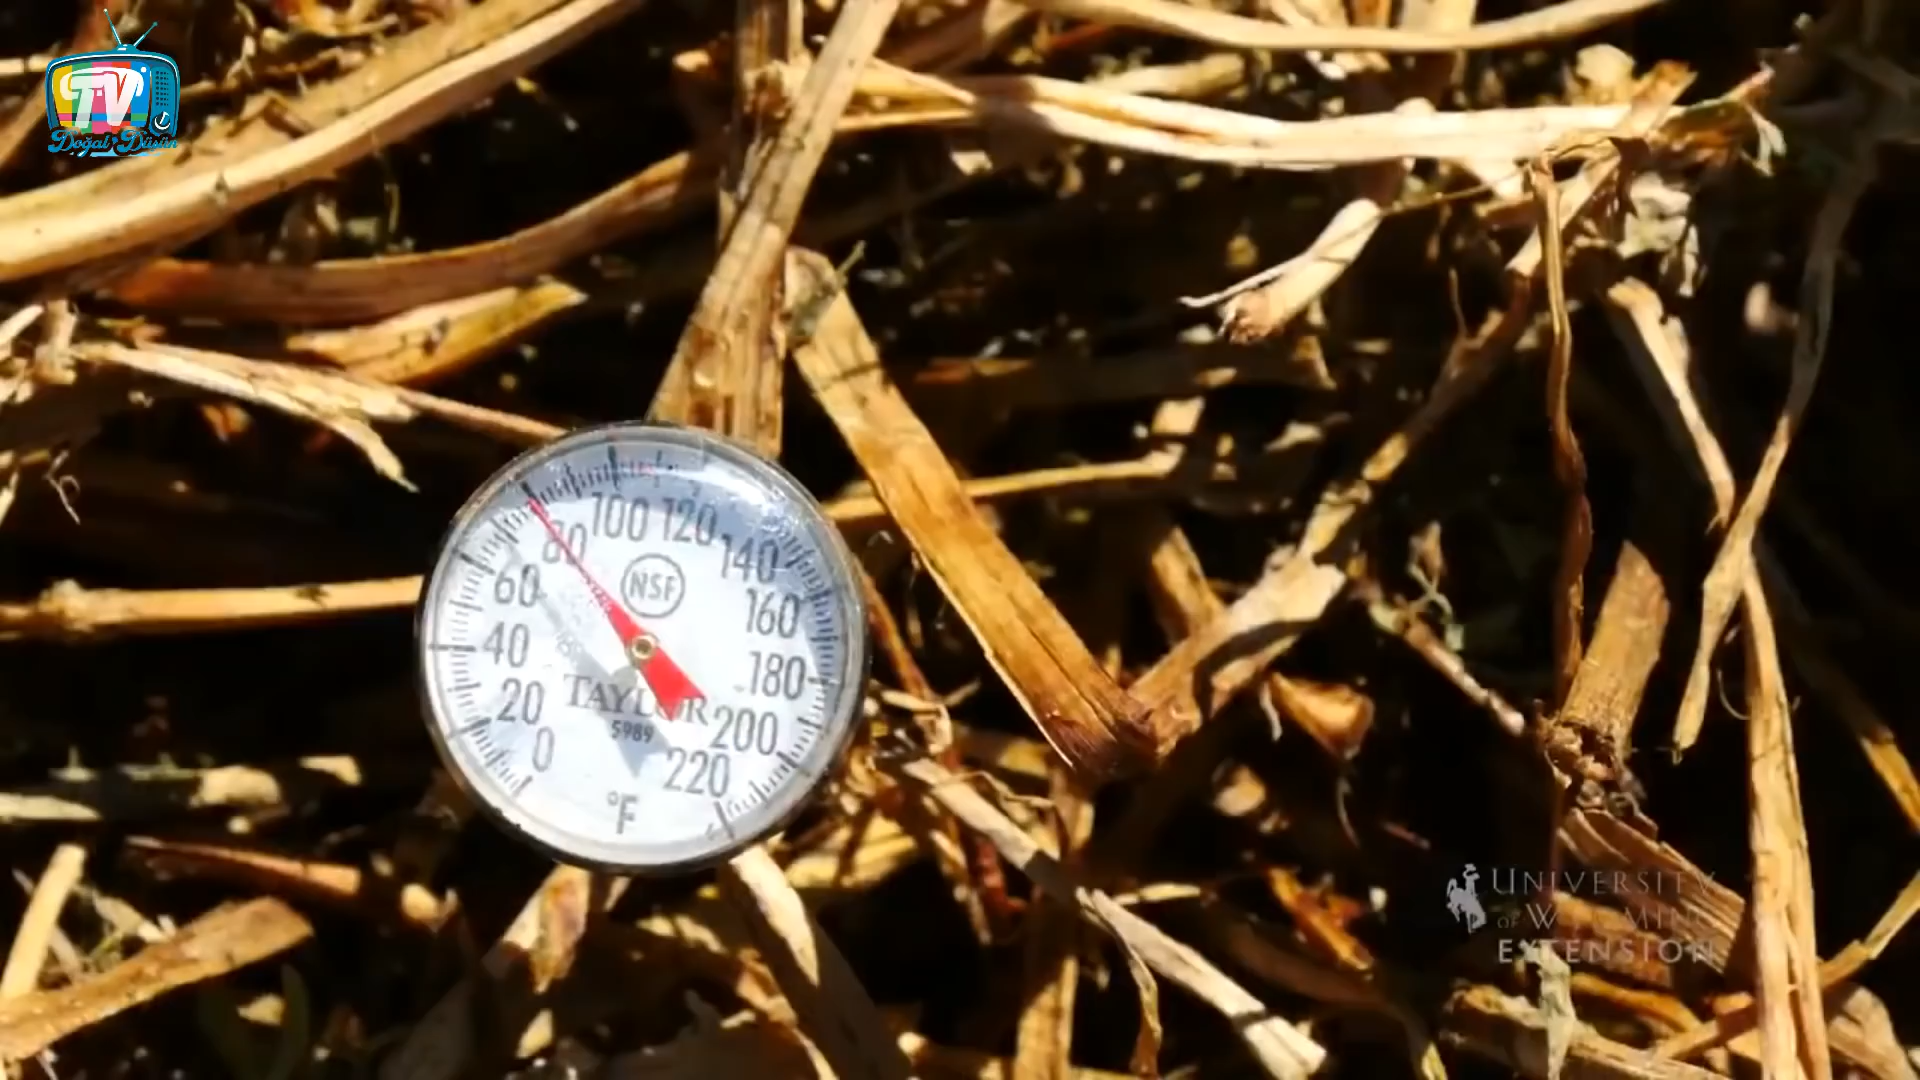 TV
Doğal Düşün
100 120
80
140
60
NSF
160
40
180
TAYLOR
20
200
5989
0
220
°F
UNIVERSITY
OF WYOMING
EXTENSION